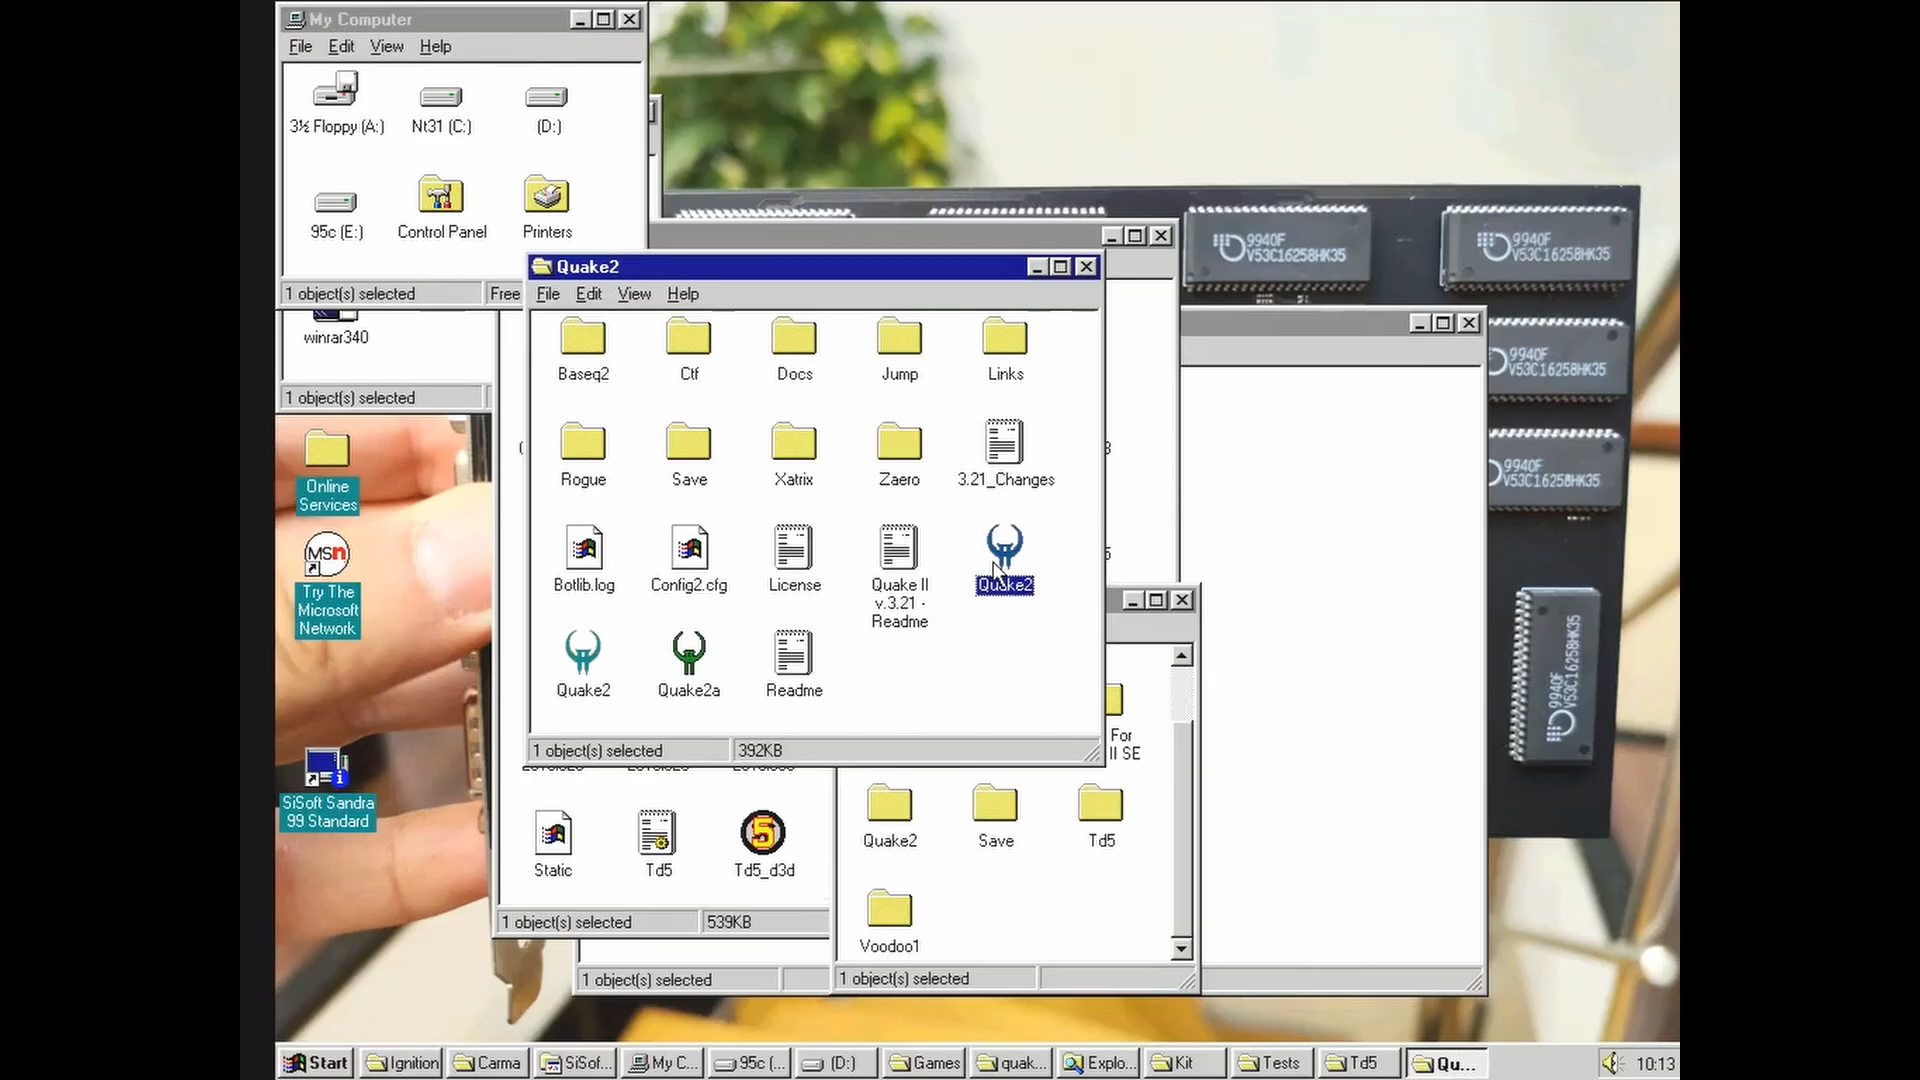 My Computer
File Edit View Help
3½ Floppy (A:)
Nt31 (C:)
(D:)
95c (E:)
Control Panel
Printers
1 object(s) selected
Free
winrar340
1 object(s) selected
Quake2
File Edit View Help
Baseq2
Ctf
Docs
Jump
Links
Rogue
Save
Xatrix
Zaero
3.21_Changes
Botlib.log
Config2.cfg
License
Quake II
v.3.21 -
Readme
Quake2
Quake2
Quake2a
Readme
1 object(s) selected
392KB
Online
Services
MSn
Try The
Microsoft
Network
SiSoft Sandra
99 Standard
Static
Td5
5
Td5_d3d
1 object(s) selected
539KB
For
II SE
Quake2
Save
Td5
Voodoo1
1 object(s) selected
1 object(s) selected
9940F
V53C16258HK35
9940F
V53C16258HK35
9940F
V53C16258HK35
9940F
V53C16258HK35
9940F
V53C16258HK35
Start
Ignition
Carma
SiSof...
My C...
95c (...
(D:)
Games
quak...
Explo...
Kit
Tests
Td5
Qu...
10:13